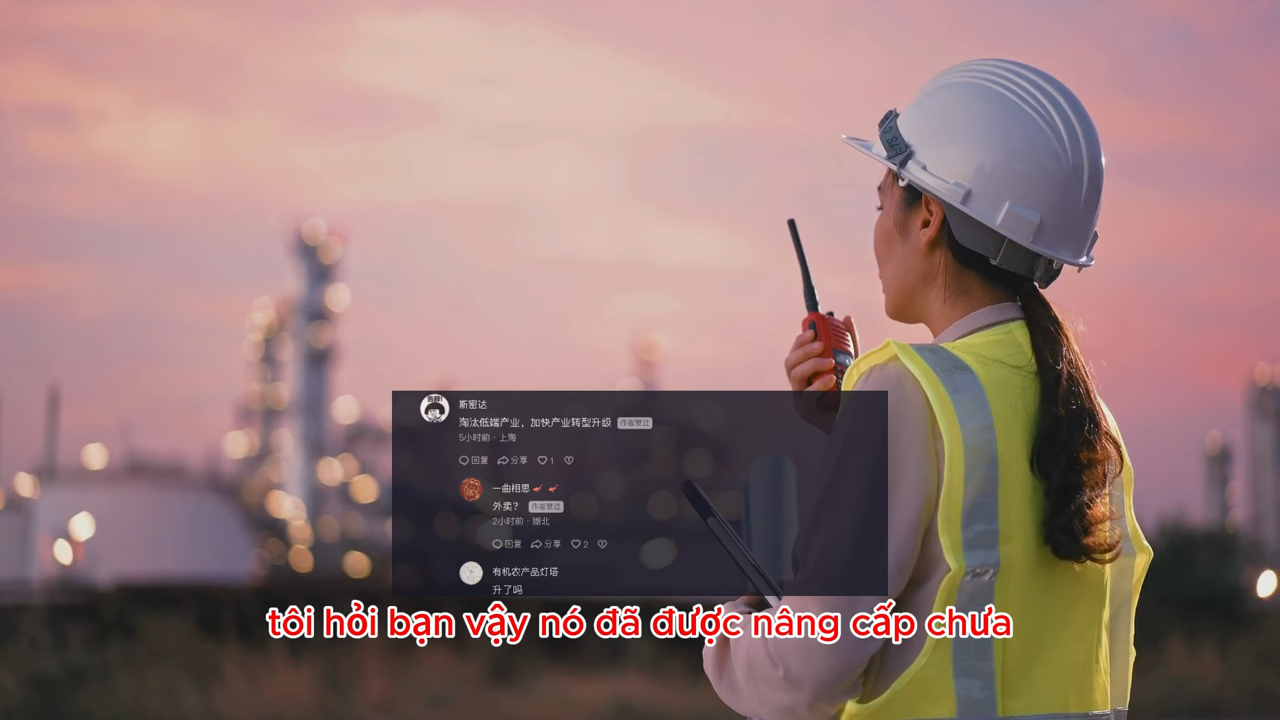 斯密达
淘汰低端产业，加快产业转型升级 作者赞过
5小时前 · 上海
回复 分享 1
一曲相思
外卖？ 作者赞过
2小时前 · 湖北
回复 分享 2
有机农产品灯塔
升了吗
tôi hỏi bạn vậy nó đã được nâng cấp chưa